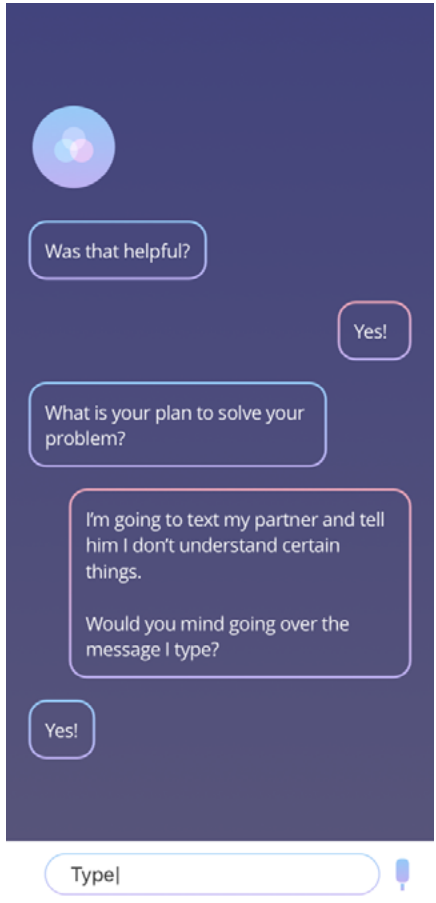 Was that helpful?
Yes!
What is your plan to solve your
problem?
I'm going to text my partner and tell
him I don't understand certain
things.
Would you mind going over the
message I type?
Yes!
Type|